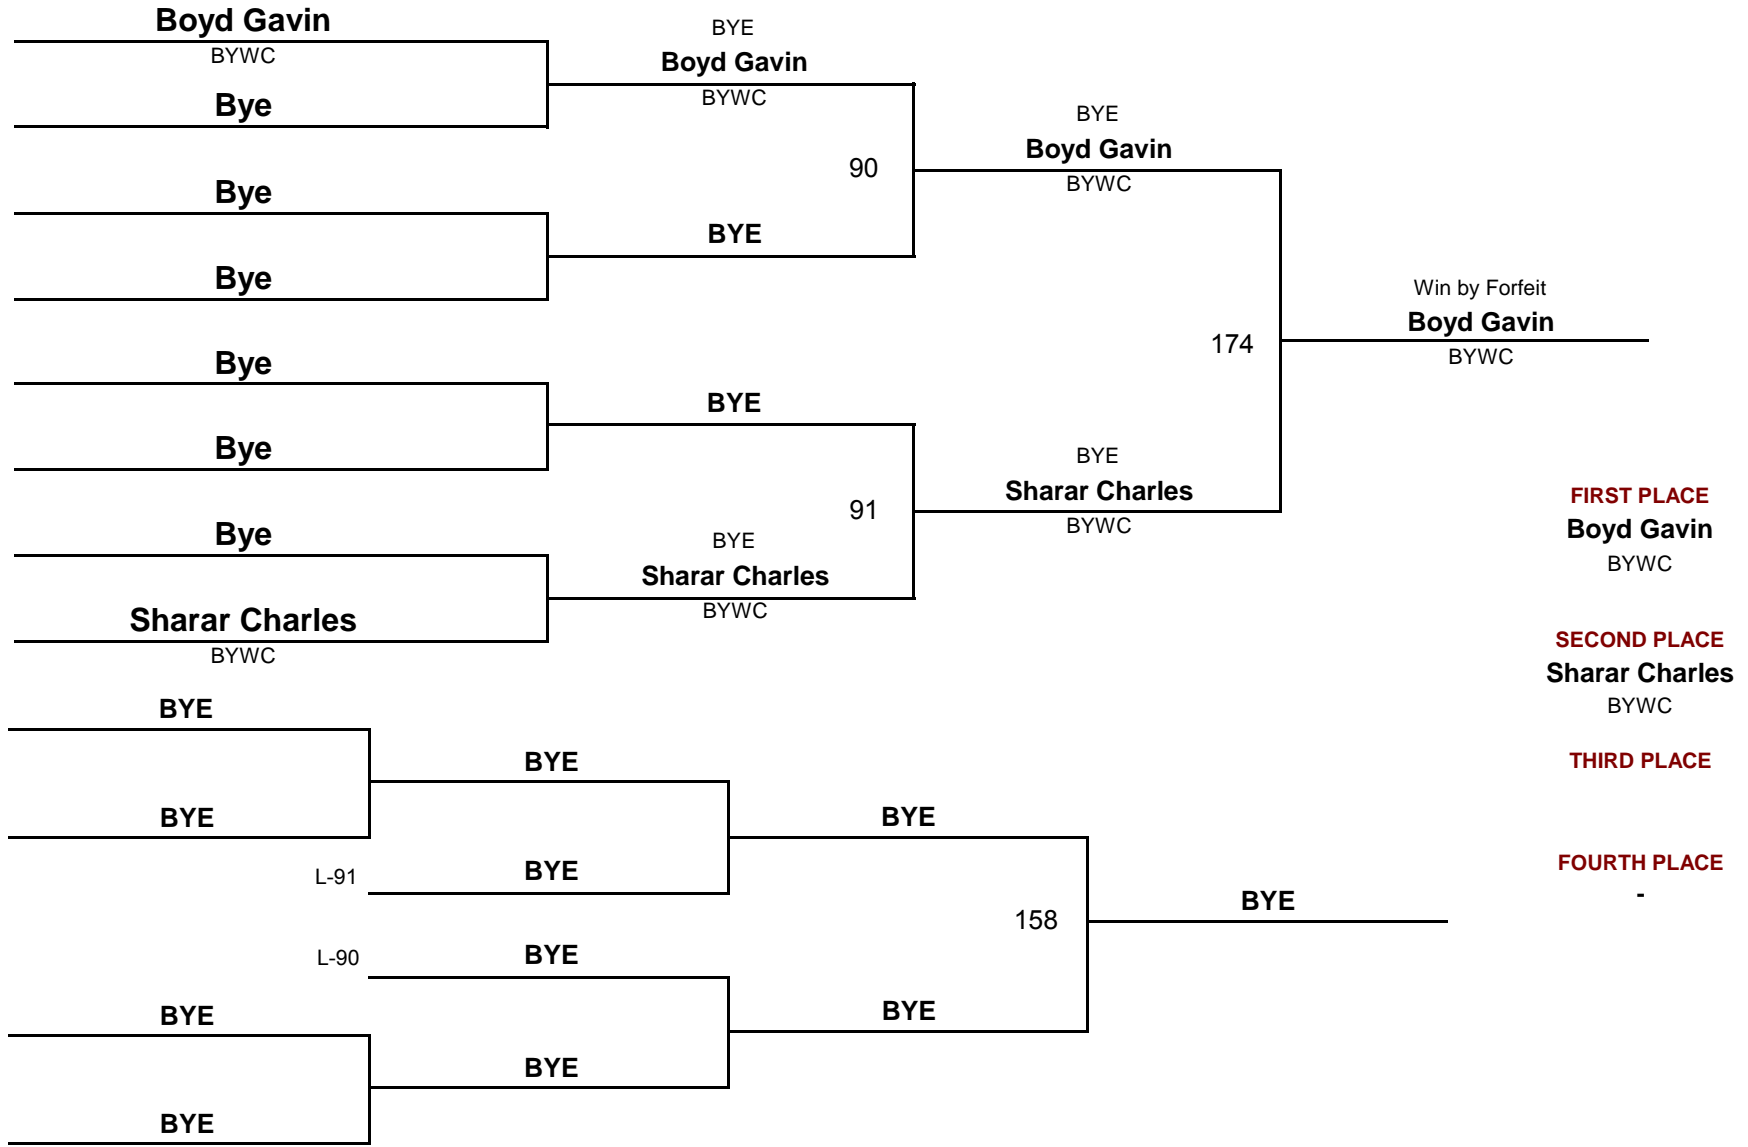 Boyd Gavin
BYWC
Bye
Bye
Bye
Bye
Bye
Bye
Sharar Charles
BYWC
BYE
Boyd Gavin
BYWC
90
BYE
BYE
91
BYE
Sharar Charles
BYWC
BYE
Boyd Gavin
BYWC
174
BYE
Sharar Charles
BYWC
Win by Forfeit
Boyd Gavin
BYWC
FIRST PLACE
Boyd Gavin
BYWC
SECOND PLACE
Sharar Charles
BYWC
THIRD PLACE
FOURTH PLACE
-
BYE
BYE
BYE
BYE
BYE
L-91
BYE
L-90
BYE
BYE
BYE
158
BYE
BYE